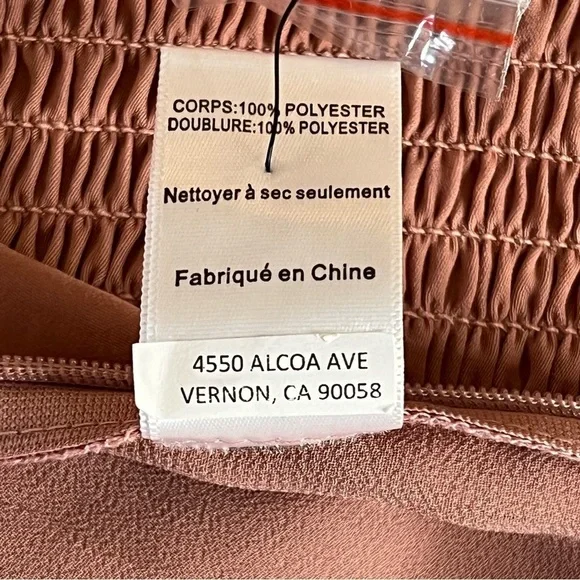 CORPS:100% POLYESTER
DOUBLURE:100% POLYESTER
Nettoyer à sec seulement
Fabriqué en Chine
4550 ALCOA AVE
VERNON, CA 90058